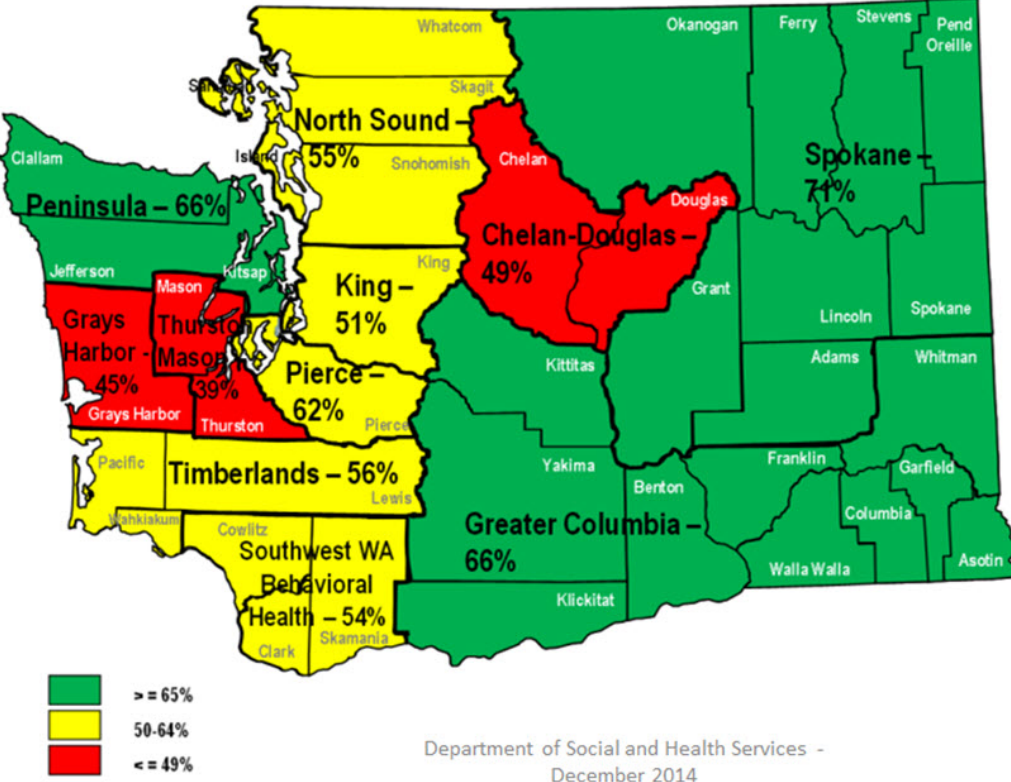 Whatcom
Okanogan
Ferry
Stevens
Pend
Oreille
San Juan
Skagit
North Sound –
55%
Island
Snohomish
Chelan
Spokane –
71%
Clallam
Peninsula – 66%
Douglas
Chelan-Douglas –
49%
King
King –
51%
Jefferson
Kitsap
Mason
Grant
Lincoln
Spokane
Grays
Harbor -
45%
Thurston
Mason –
39%
Grays Harbor
Thurston
Pierce –
62%
Pierce
Kittitas
Adams
Whitman
Pacific
Timberlands – 56%
Lewis
Yakima
Benton
Franklin
Garfield
Columbia
Wahkiakum
Cowlitz
Southwest WA
Behavioral
Health – 54%
Clark
Skamania
Greater Columbia –
66%
Walla Walla
Asotin
Klickitat
> = 65%
50-64%
< = 49%
Department of Social and Health Services -
December 2014